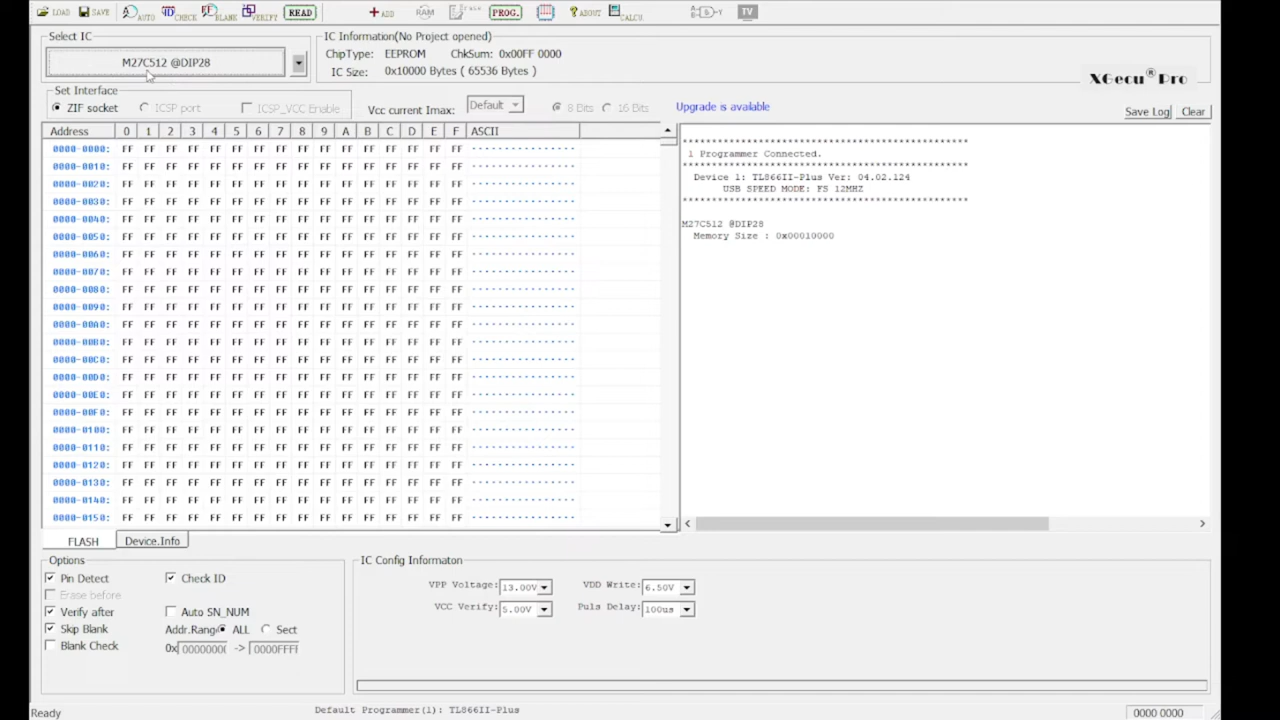 LOAD SAVE AUTO CHECK BLANK VERIFY READ ADD RAM PROG. ABOUT CALCU. TV
Select IC
M27C512 @DIP28
IC Information(No Project opened)
ChipType: EEPROM ChkSum: 0x00FF 0000
IC Size: 0x10000 Bytes ( 65536 Bytes )
XGecu® Pro
Set Interface
ZIF socket ICSP port ICSP_VCC Enable
Vcc current Imax: Default 8 Bits 16 Bits
Upgrade is available
Save Log Clear
Address 0 1 2 3 4 5 6 7 8 9 A B C D E F ASCII
0000-0000: FF FF FF FF FF FF FF FF FF FF FF FF FF FF FF FF ················
0000-0010: FF FF FF FF FF FF FF FF FF FF FF FF FF FF FF FF ················
0000-0020: FF FF FF FF FF FF FF FF FF FF FF FF FF FF FF FF ················
0000-0030: FF FF FF FF FF FF FF FF FF FF FF FF FF FF FF FF ················
0000-0040: FF FF FF FF FF FF FF FF FF FF FF FF FF FF FF FF ················
0000-0050: FF FF FF FF FF FF FF FF FF FF FF FF FF FF FF FF ················
0000-0060: FF FF FF FF FF FF FF FF FF FF FF FF FF FF FF FF ················
0000-0070: FF FF FF FF FF FF FF FF FF FF FF FF FF FF FF FF ················
0000-0080: FF FF FF FF FF FF FF FF FF FF FF FF FF FF FF FF ················
0000-0090: FF FF FF FF FF FF FF FF FF FF FF FF FF FF FF FF ················
0000-00A0: FF FF FF FF FF FF FF FF FF FF FF FF FF FF FF FF ················
0000-00B0: FF FF FF FF FF FF FF FF FF FF FF FF FF FF FF FF ················
0000-00C0: FF FF FF FF FF FF FF FF FF FF FF FF FF FF FF FF ················
0000-00D0: FF FF FF FF FF FF FF FF FF FF FF FF FF FF FF FF ················
0000-00E0: FF FF FF FF FF FF FF FF FF FF FF FF FF FF FF FF ················
0000-00F0: FF FF FF FF FF FF FF FF FF FF FF FF FF FF FF FF ················
0000-0100: FF FF FF FF FF FF FF FF FF FF FF FF FF FF FF FF ················
0000-0110: FF FF FF FF FF FF FF FF FF FF FF FF FF FF FF FF ················
0000-0120: FF FF FF FF FF FF FF FF FF FF FF FF FF FF FF FF ················
0000-0130: FF FF FF FF FF FF FF FF FF FF FF FF FF FF FF FF ················
0000-0140: FF FF FF FF FF FF FF FF FF FF FF FF FF FF FF FF ················
0000-0150: FF FF FF FF FF FF FF FF FF FF FF FF FF FF FF FF ················
*************************************************
1 Programmer Connected.
*************************************************
Device 1: TL866II-Plus Ver: 04.02.124
USB SPEED MODE: FS 12MHZ
*************************************************
M27C512 @DIP28
Memory Size : 0x00010000
FLASH Device.Info
Options
Pin Detect Check ID
Erase before
Verify after Auto SN_NUM
Skip Blank Addr.Rang ALL Sect
Blank Check 0x 0000000 -> 0000FFFF
IC Config Informaton
VPP Voltage: 13.00V VDD Write: 6.50V
VCC Verify: 5.00V Puls Delay: 100us
Ready Default Programmer(1): TL866II-Plus 0000 0000